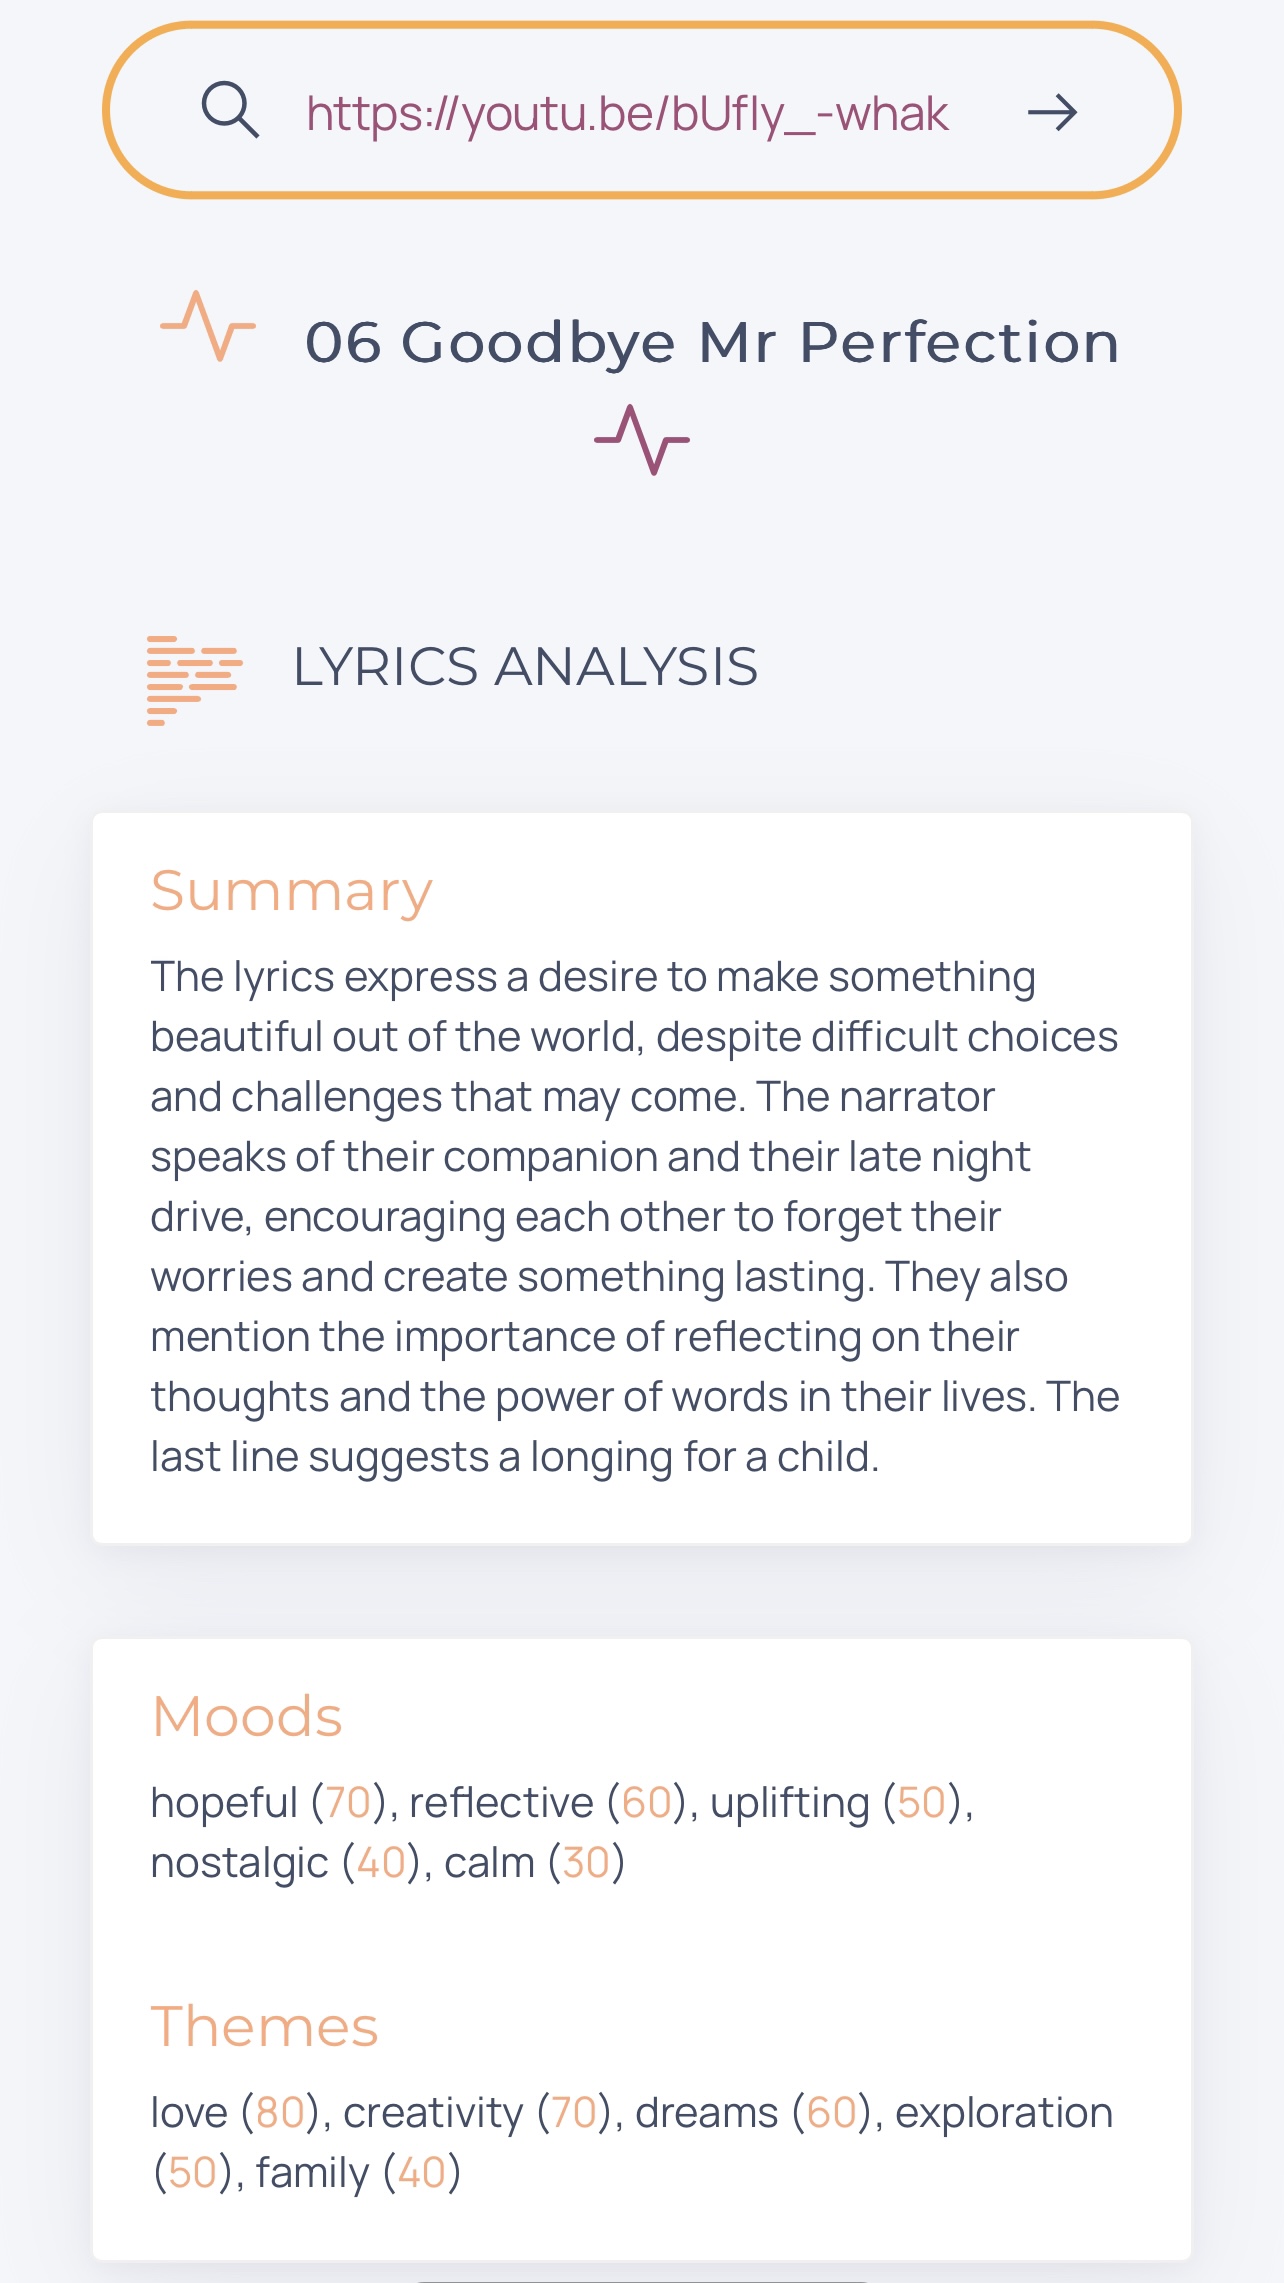 https://youtu.be/bUfly_-whak
06 Goodbye Mr Perfection
LYRICS ANALYSIS
Summary
The lyrics express a desire to make something
beautiful out of the world, despite difficult choices
and challenges that may come. The narrator
speaks of their companion and their late night
drive, encouraging each other to forget their
worries and create something lasting. They also
mention the importance of reflecting on their
thoughts and the power of words in their lives. The
last line suggests a longing for a child.
Moods
hopeful (70), reflective (60), uplifting (50),
nostalgic (40), calm (30)
Themes
love (80), creativity (70), dreams (60), exploration
(50), family (40)